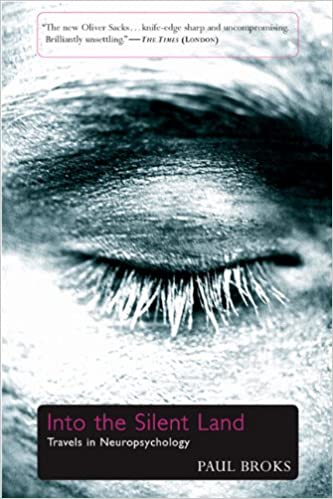 "The new Oliver Sacks...knife-edge sharp and uncompromising.
Brilliantly unsettling."—THE TIMES (LONDON)
Into the Silent Land
Travels in Neuropsychology
PAUL BROKS